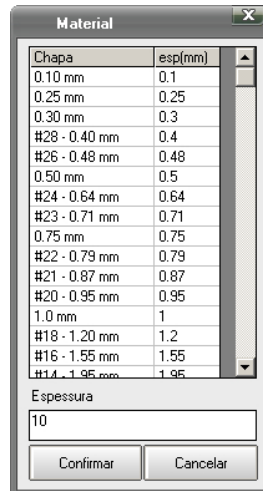 Material
Chapa esp(mm)
0.10 mm 0.1
0.25 mm 0.25
0.30 mm 0.3
#28 - 0.40 mm 0.4
#26 - 0.48 mm 0.48
0.50 mm 0.5
#24 - 0.64 mm 0.64
#23 - 0.71 mm 0.71
0.75 mm 0.75
#22 - 0.79 mm 0.79
#21 - 0.87 mm 0.87
#20 - 0.95 mm 0.95
1.0 mm 1
#18 - 1.20 mm 1.2
#16 - 1.55 mm 1.55
#14 - 1.95 mm 1.95
Espessura
10
Confirmar Cancelar